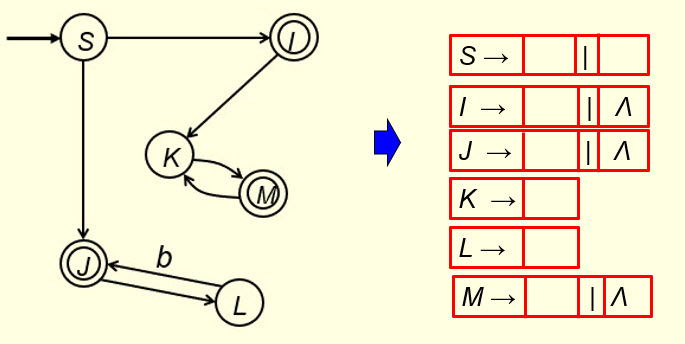 S
I
K
M
J
b
L
S → |
I → | Λ
J → | Λ
K →
L →
M → | Λ